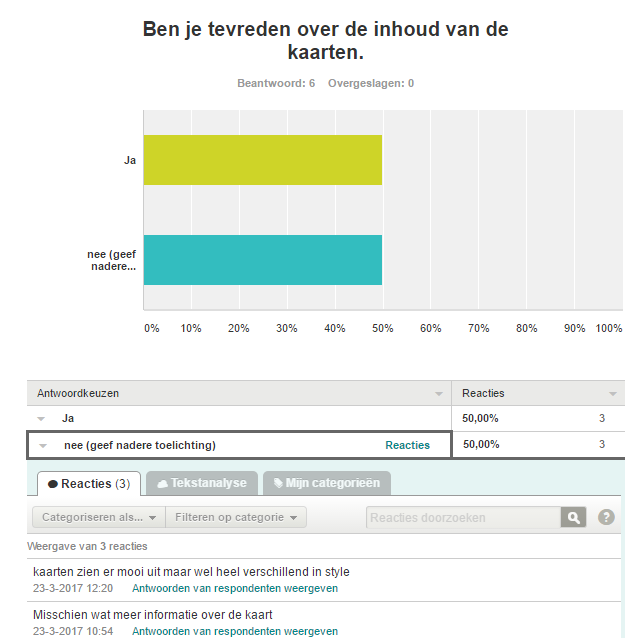 Ben je tevreden over de inhoud van de
kaarten.
Beantwoord: 6 Overgeslagen: 0
Ja
nee (geef
nadere...
0% 10% 20% 30% 40% 50% 60% 70% 80% 90% 100%
Antwoordkeuzen Reacties
Ja 50,00% 3
nee (geef nadere toelichting) Reacties 50,00% 3
Reacties (3) Tekstanalyse Mijn categorieën
Categoriseren als... Filteren op categorie Reacties doorzoeken ?
Weergave van 3 reacties
kaarten zien er mooi uit maar wel heel verschillend in style
23-3-2017 12:20 Antwoorden van respondenten weergeven
Misschien wat meer informatie over de kaart
23-3-2017 10:54 Antwoorden van respondenten weergeven